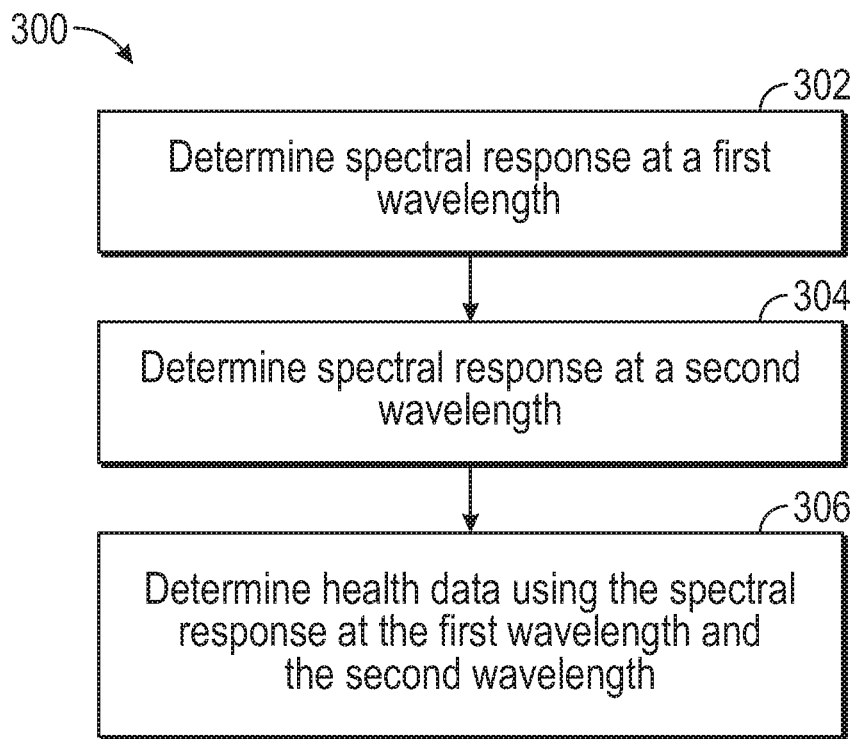 300
302
Determine spectral response at a first
wavelength
304
Determine spectral response at a second
wavelength
306
Determine health data using the spectral
response at the first wavelength and
the second wavelength